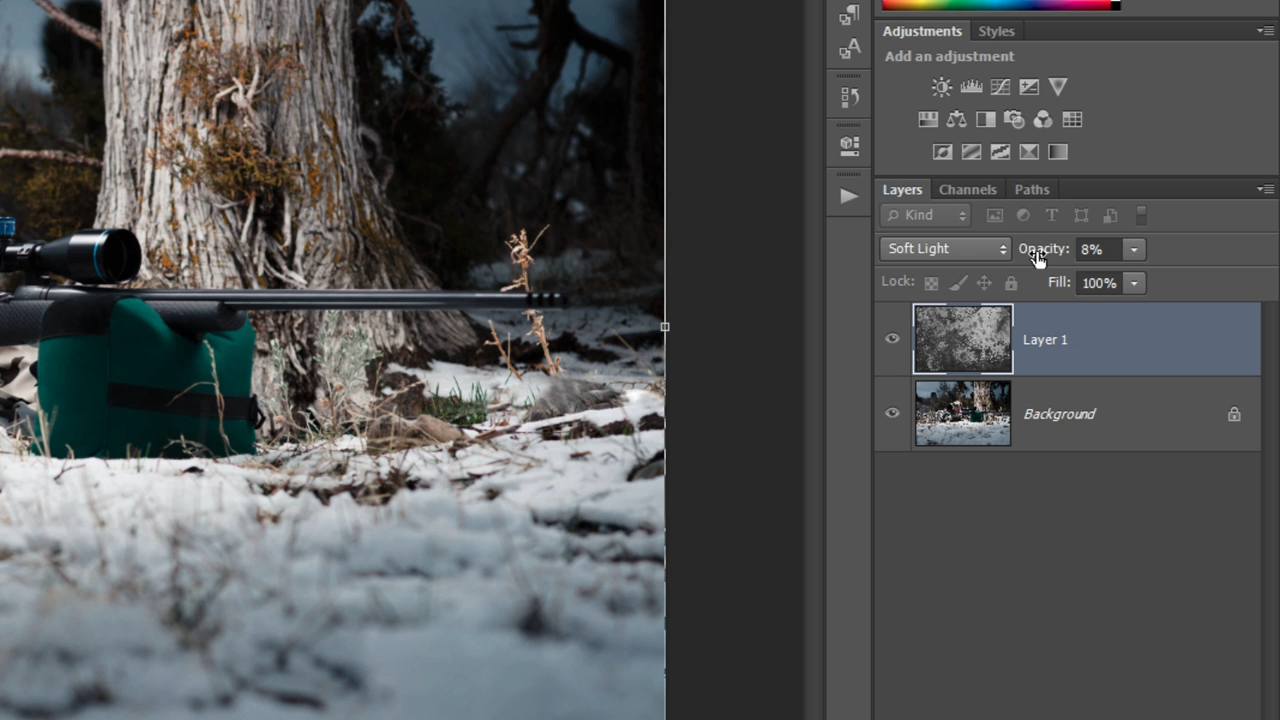 Adjustments Styles
Add an adjustment
Layers Channels Paths
Kind
Soft Light Opacity: 8%
Lock: Fill: 100%
Layer 1
Background